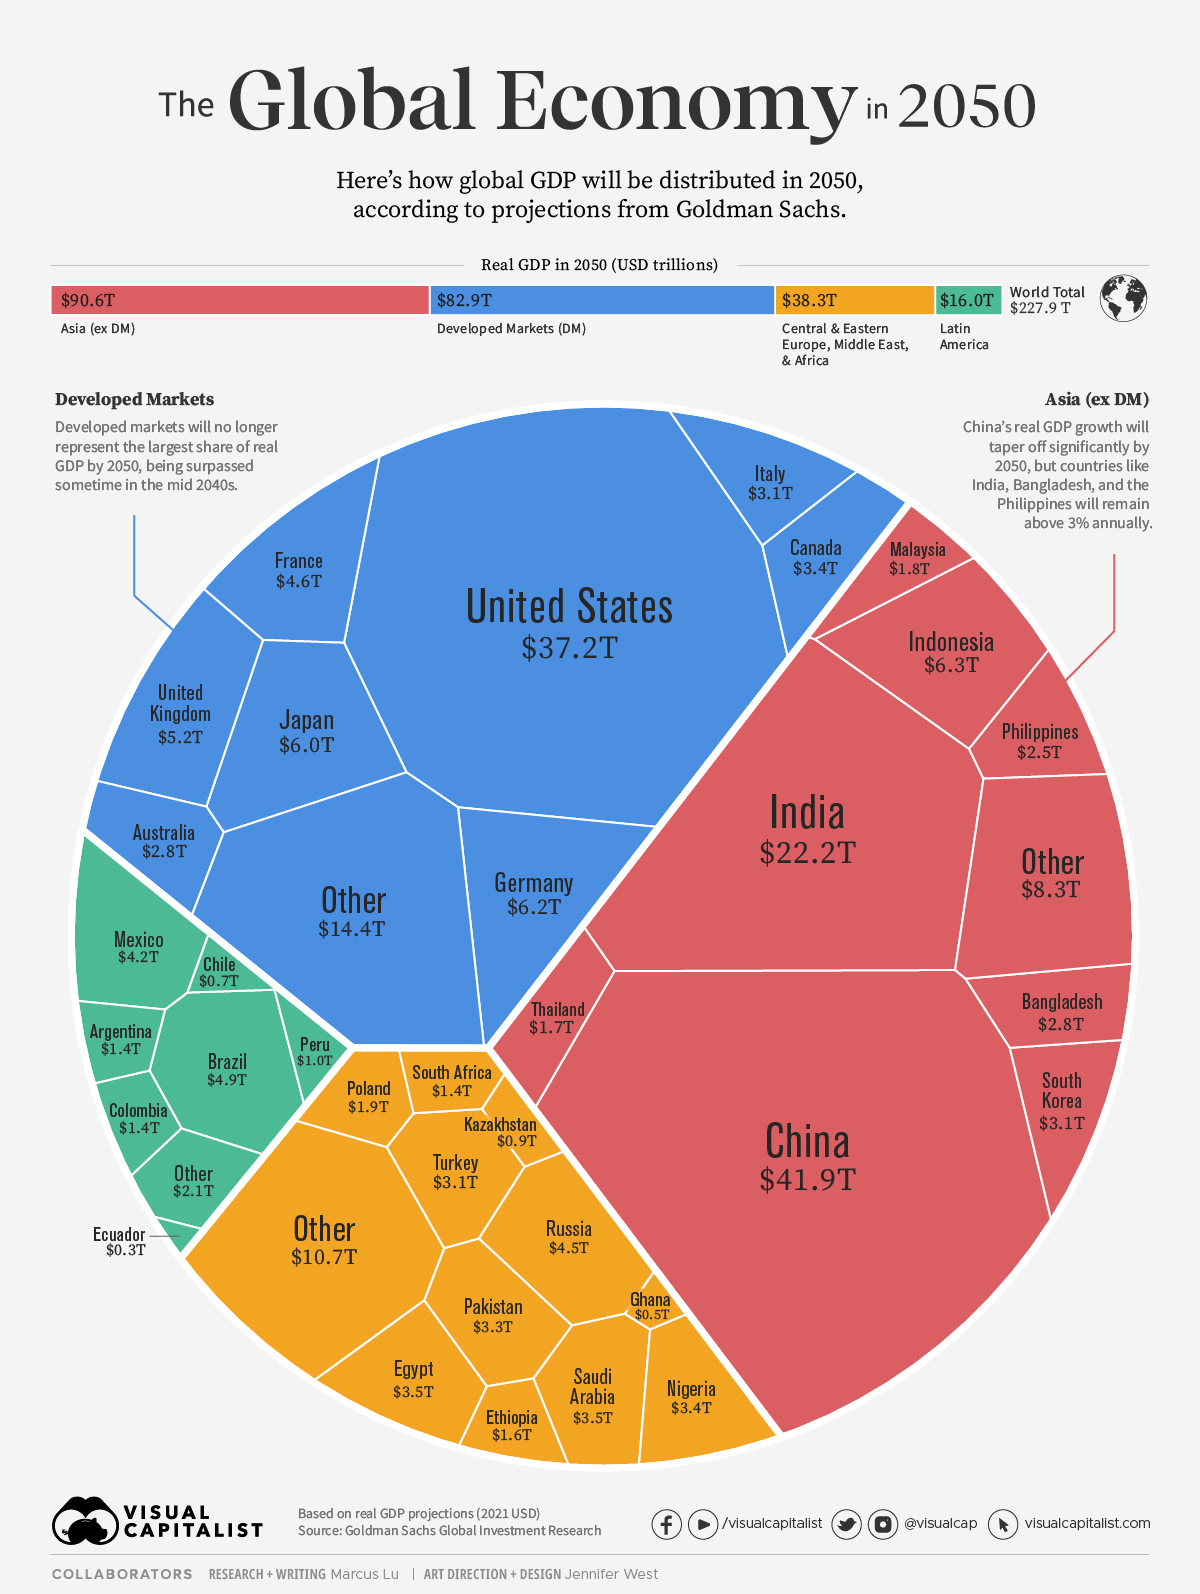 The Global Economy in 2050
Here's how global GDP will be distributed in 2050,
according to projections from Goldman Sachs.
Real GDP in 2050 (USD trillions)
$90.6T
$82.9T
$38.3T
$16.0T
World Total
$227.9 T
Asia (ex DM)
Developed Markets (DM)
Central & Eastern
Europe, Middle East,
& Africa
Latin
America
Developed Markets
Developed markets will no longer
represent the largest share of real
GDP by 2050, being surpassed
sometime in the mid 2040s.
Asia (ex DM)
China's real GDP growth will
taper off significantly by
2050, but countries like
India, Bangladesh, and the
Philippines will remain
above 3% annually.
Italy
$3.1T
Canada
$3.4T
France
$4.6T
United States
$37.2T
United
Kingdom
$5.2T
Japan
$6.0T
Australia
$2.8T
Other
$14.4T
Germany
$6.2T
Malaysia
$1.8T
Indonesia
$6.3T
Philippines
$2.5T
India
$22.2T
Other
$8.3T
Thailand
$1.7T
Bangladesh
$2.8T
South
Korea
$3.1T
China
$41.9T
Mexico
$4.2T
Chile
$0.7T
Argentina
$1.4T
Brazil
$4.9T
Peru
$1.0T
Colombia
$1.4T
Other
$2.1T
Ecuador
$0.3T
Poland
$1.9T
South Africa
$1.4T
Kazakhstan
$0.9T
Turkey
$3.1T
Other
$10.7T
Russia
$4.5T
Pakistan
$3.3T
Ghana
$0.5T
Egypt
$3.5T
Ethiopia
$1.6T
Saudi
Arabia
$3.5T
Nigeria
$3.4T
VISUAL
CAPITALIST
Based on real GDP projections (2021 USD)
Source: Goldman Sachs Global Investment Research
/visualcapitalist
@visualcap
visualcapitalist.com
COLLABORATORS RESEARCH + WRITING Marcus Lu | ART DIRECTION + DESIGN Jennifer West